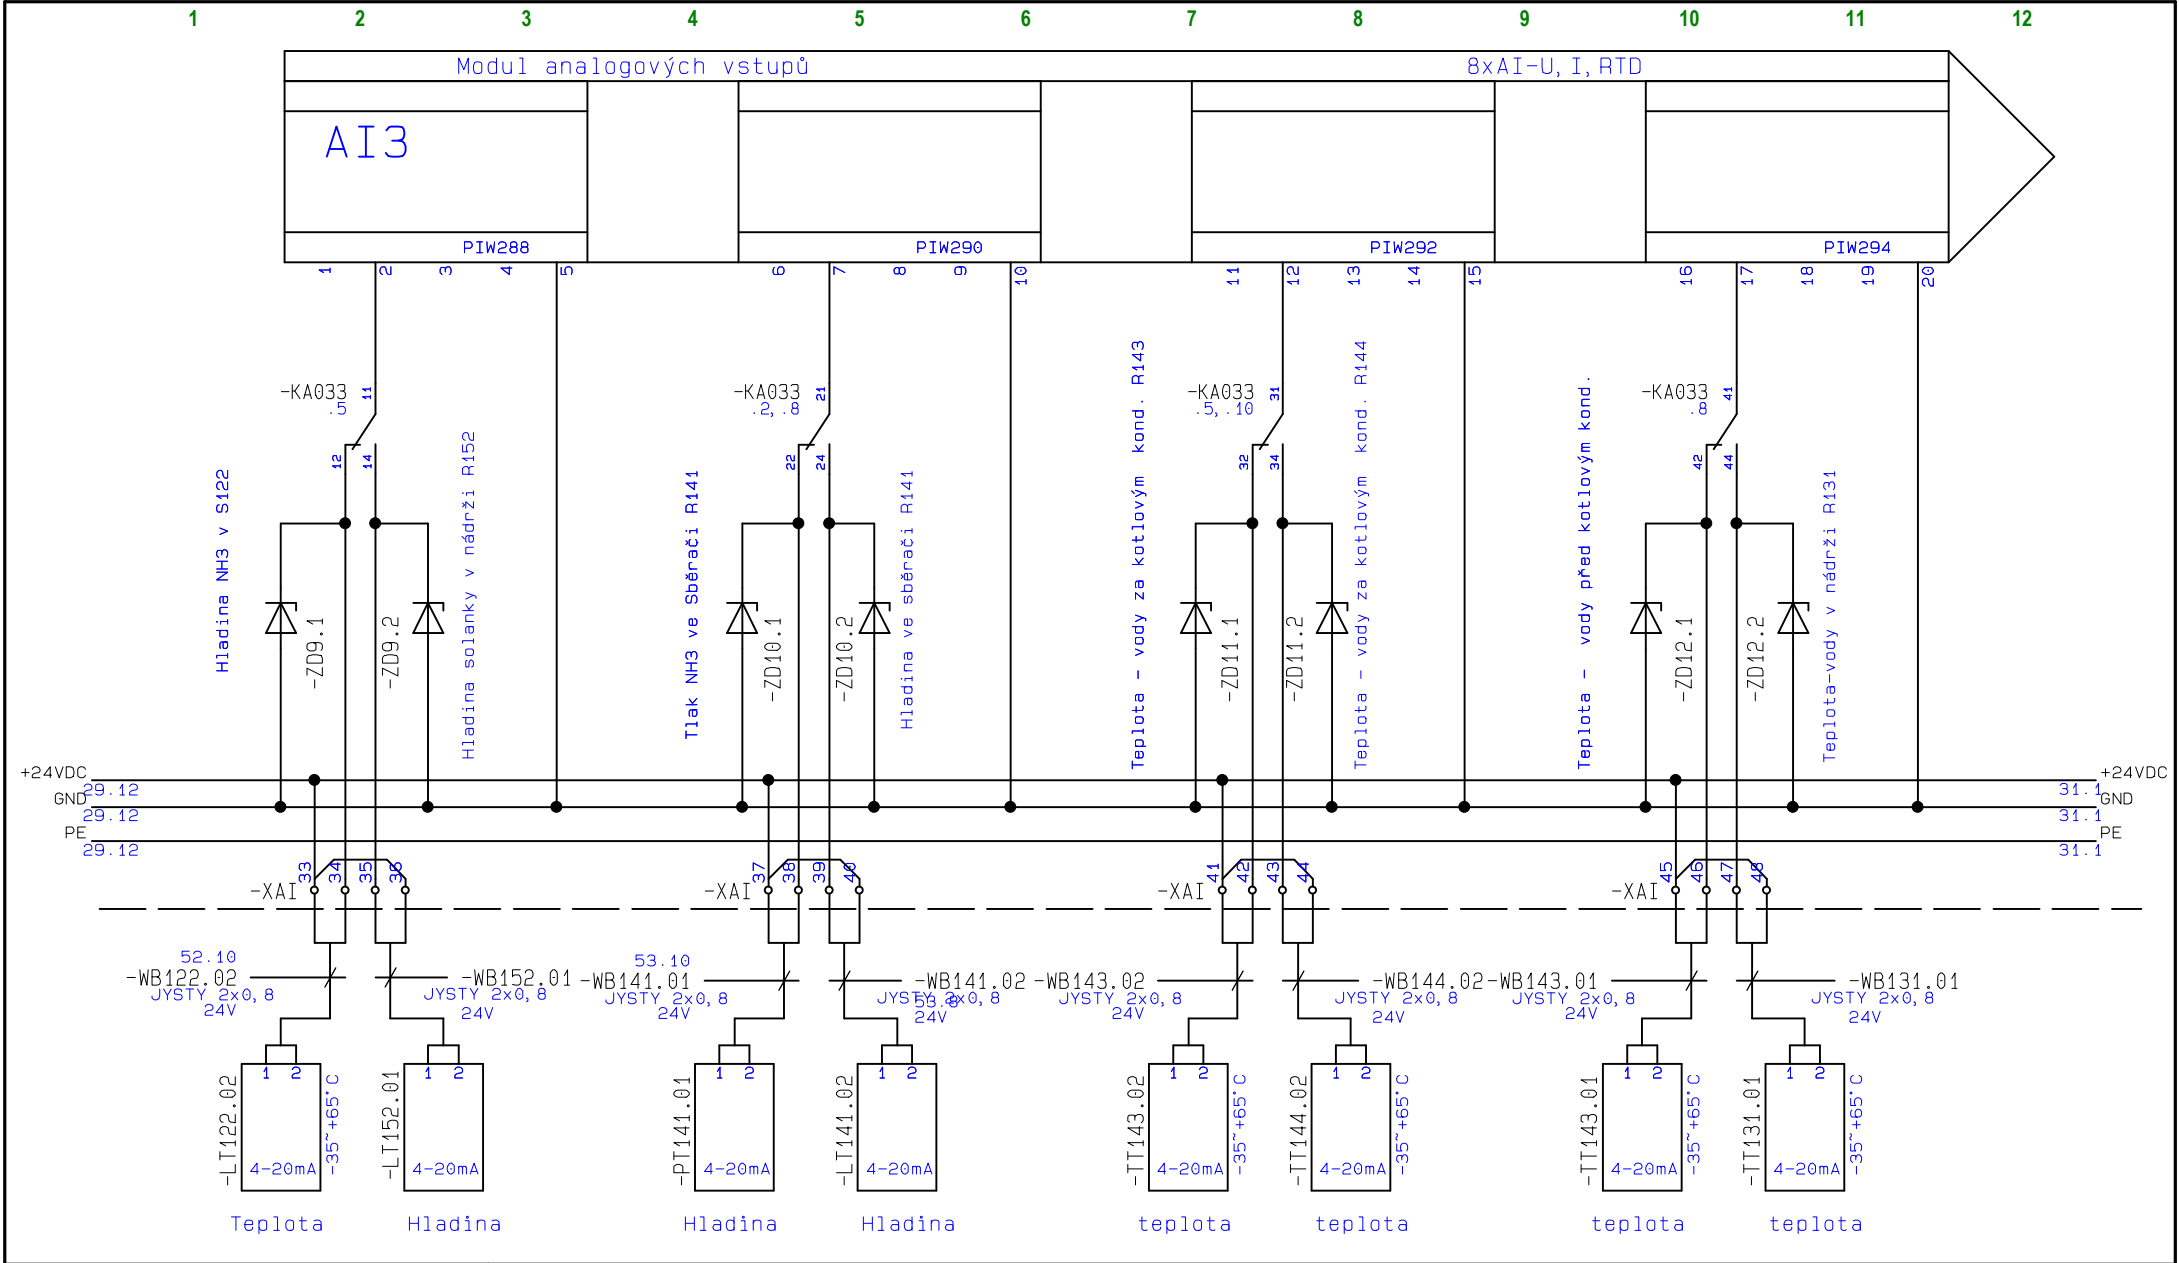 1 2 3 4 5 6 7 8 9 10 11 12
Modul analogových vstupů 8xAI-U, I, RTD
AI3
PIW288 PIW290 PIW292 PIW294
1 2 3 4 5 6 7 8 9 10 11 12 13 14 15 16 17 18 19 20
-KA033 11 -KA033 21 -KA033 31 -KA033 41
.5 .2, .8 .5, .10 .8
12 14 22 24 32 34 42 44
Hladina NH3 v S122
Hladina solanky v nádrži R152
Tlak NH3 ve Sběrači R141
Hladina ve sběrači R141
Teplota - vody za kotlovým kond. R143
Teplota - vody za kotlovým kond. R144
Teplota - vody před kotlovým kond.
Teplota-vody v nádrži R131
-ZD9.1 -ZD9.2 -ZD10.1 -ZD10.2 -ZD11.1 -ZD11.2 -ZD12.1 -ZD12.2
+24VDC +24VDC
29.12 31.1
GND GND
29.12 31.1
PE PE
29.12 31.1
33 34 35 36 37 38 39 40 41 42 43 44 45 46 47 48
-XAI -XAI -XAI -XAI
52.10 53.10
-WB122.02 -WB152.01 -WB141.01 -WB141.02 -WB143.02 -WB144.02 -WB143.01 -WB131.01
JYSTY 2x0,8 JYSTY 2x0,8 JYSTY 2x0,8 JYSTY 2x0,8 JYSTY 2x0,8 JYSTY 2x0,8 JYSTY 2x0,8 JYSTY 2x0,8
53.8
24V 24V 24V 24V 24V 24V 24V 24V
1 2 1 2 1 2 1 2 1 2 1 2 1 2 1 2
-LT122.02 -35~+65°C -LT152.01 -PT141.01 -LT141.02 -TT143.02 -35~+65°C -TT144.02 -35~+65°C -TT143.01 -35~+65°C -TT131.01 -35~+65°C
4-20mA 4-20mA 4-20mA 4-20mA 4-20mA 4-20mA 4-20mA 4-20mA
Teplota Hladina Hladina Hladina teplota teplota teplota teplota